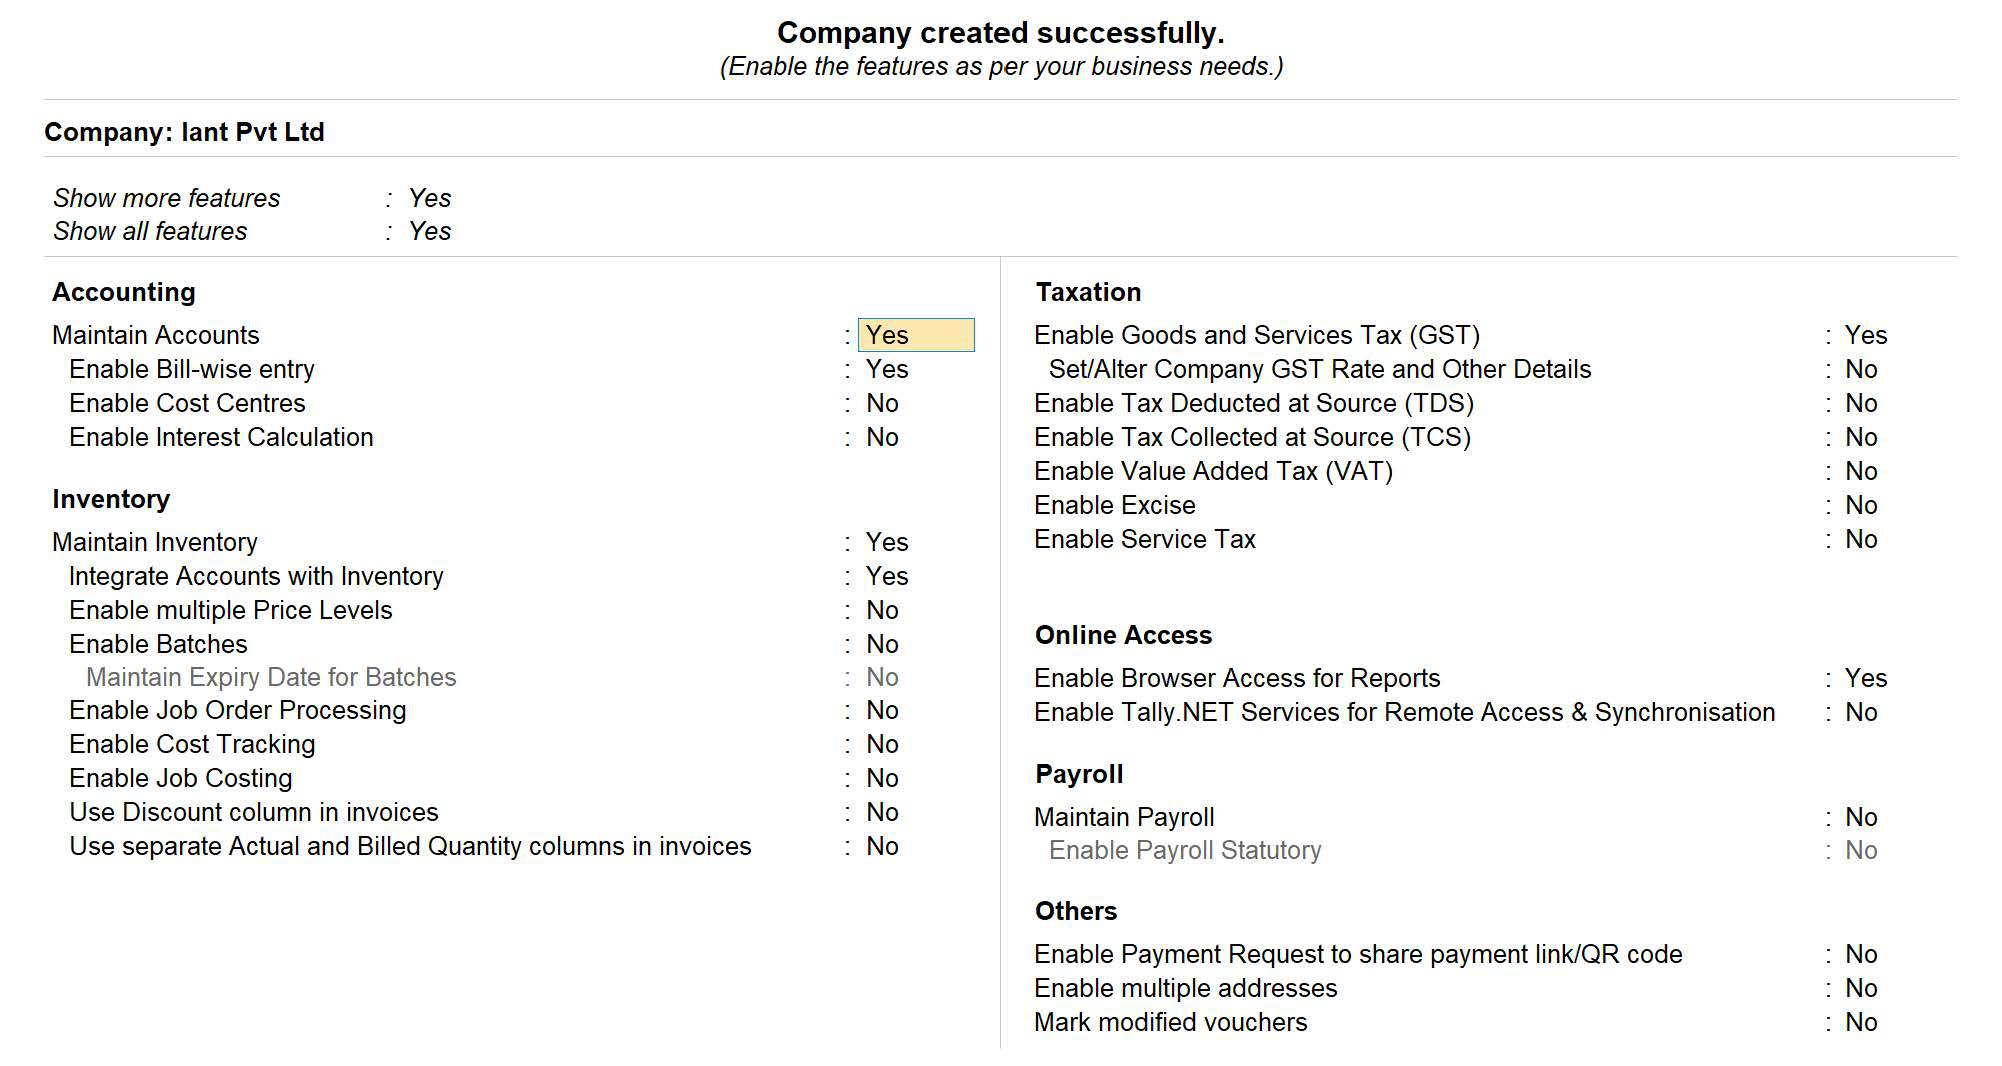 Company created successfully.
(Enable the features as per your business needs.)
Company: Iant Pvt Ltd
Show more features : Yes
Show all features : Yes
Accounting
Maintain Accounts : Yes
Enable Bill-wise entry : Yes
Enable Cost Centres : No
Enable Interest Calculation : No
Inventory
Maintain Inventory : Yes
Integrate Accounts with Inventory : Yes
Enable multiple Price Levels : No
Enable Batches : No
Maintain Expiry Date for Batches : No
Enable Job Order Processing : No
Enable Cost Tracking : No
Enable Job Costing : No
Use Discount column in invoices : No
Use separate Actual and Billed Quantity columns in invoices : No
Taxation
Enable Goods and Services Tax (GST) : Yes
Set/Alter Company GST Rate and Other Details : No
Enable Tax Deducted at Source (TDS) : No
Enable Tax Collected at Source (TCS) : No
Enable Value Added Tax (VAT) : No
Enable Excise : No
Enable Service Tax : No
Online Access
Enable Browser Access for Reports : Yes
Enable Tally.NET Services for Remote Access & Synchronisation : No
Payroll
Maintain Payroll : No
Enable Payroll Statutory : No
Others
Enable Payment Request to share payment link/QR code : No
Enable multiple addresses : No
Mark modified vouchers : No